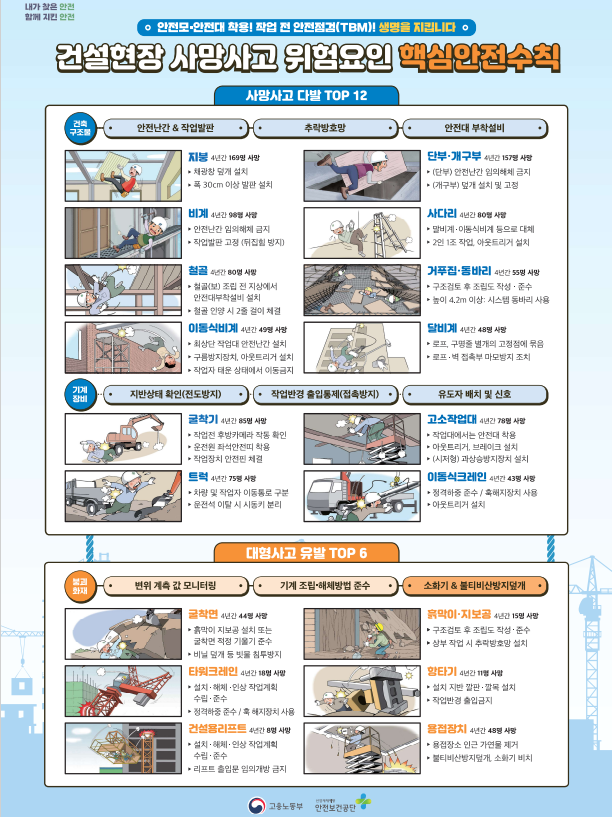 내가 찾은 안전
함께 지킨 안전
안전모·안전대 착용! 작업 전 안전점검(TBM)! 생명을 지킵니다
건설현장 사망사고 위험요인 핵심안전수칙
사망사고 다발 TOP 12
건축
구조물
안전난간 & 작업발판
추락방호망
안전대 부착설비
지붕 4년간 169명 사망
▸ 채광창 덮개 설치
▸ 폭 30cm 이상 발판 설치
단부·개구부 4년간 157명 사망
▸ (단부) 안전난간 임의해체 금지
▸ (개구부) 덮개 설치 및 고정
비계 4년간 98명 사망
▸ 안전난간 임의해체 금지
▸ 작업발판 고정 (뒤집힘 방지)
사다리 4년간 80명 사망
▸ 말비계·이동식비계 등으로 대체
▸ 2인 1조 작업, 아웃트리거 설치
철골 4년간 80명 사망
▸ 철골(보) 조립 전 지상에서
안전대부착설비 설치
▸ 철골 인양 시 2줄 걸이 체결
거푸집·동바리 4년간 55명 사망
▸ 구조검토 후 조립도 작성·준수
▸ 높이 4.2m 이상: 시스템 동바리 사용
이동식비계 4년간 49명 사망
▸ 최상단 작업대 안전난간 설치
▸ 구름방지장치, 아웃트리거 설치
▸ 작업자 태운 상태에서 이동금지
달비계 4년간 48명 사망
▸ 로프, 구명줄 별개의 고정점에 묶음
▸ 로프·벽 접촉부 마모방지 조치
기계
장비
지반상태 확인(전도방지)
작업반경 출입통제(접촉방지)
유도자 배치 및 신호
굴착기 4년간 85명 사망
▸ 작업전 후방카메라 작동 확인
▸ 운전원 좌석안전띠 착용
▸ 작업장치 안전핀 체결
고소작업대 4년간 78명 사망
▸ 작업대에서는 안전대 착용
▸ 아웃트리거, 브레이크 설치
▸ (시저형) 과상승방지장치 설치
트럭 4년간 75명 사망
▸ 차량 및 작업자 이동통로 구분
▸ 운전석 이탈 시 시동키 분리
이동식크레인 4년간 43명 사망
▸ 정격하중 준수 / 훅해지장치 사용
▸ 아웃트리거 설치
대형사고 유발 TOP 6
붕괴
화재
변위 계측 값 모니터링
기계 조립·해체방법 준수
소화기 & 불티비산방지덮개
굴착면 4년간 44명 사망
▸ 흙막이 지보공 설치 또는
굴착면 적정 기울기 준수
▸ 비닐 덮개 등 빗물 침투방지
흙막이·지보공 4년간 15명 사망
▸ 구조검토 후 조립도 작성·준수
▸ 상부 작업 시 추락방호망 설치
타워크레인 4년간 18명 사망
▸ 설치·해체·인상 작업계획
수립·준수
▸ 정격하중 준수 / 훅 해지장치 사용
항타기 4년간 11명 사망
▸ 설치 지반 깔판·깔목 설치
▸ 작업반경 출입금지
건설용리프트 4년간 8명 사망
▸ 설치·해체·인상 작업계획
수립·준수
▸ 리프트 출입문 임의개방 금지
용접장치 4년간 48명 사망
▸ 용접장소 인근 가연물 제거
▸ 불티비산방지덮개, 소화기 비치
고용노동부
안전보건공단